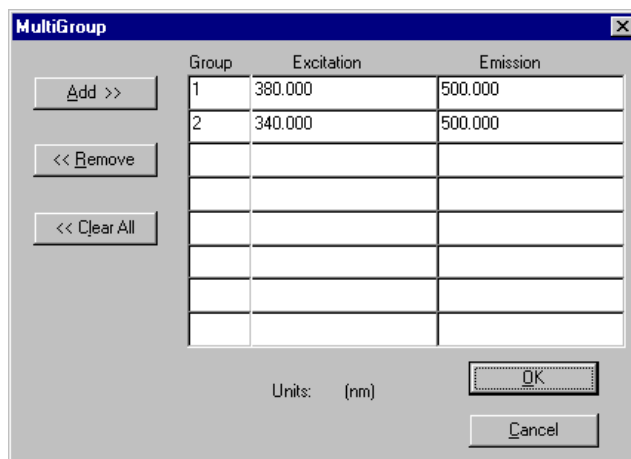 MultiGroup
Group Excitation Emission
Add >>
1 380.000 500.000
2 340.000 500.000
<< Remove
<< Clear All
Units: (nm)
OK
Cancel